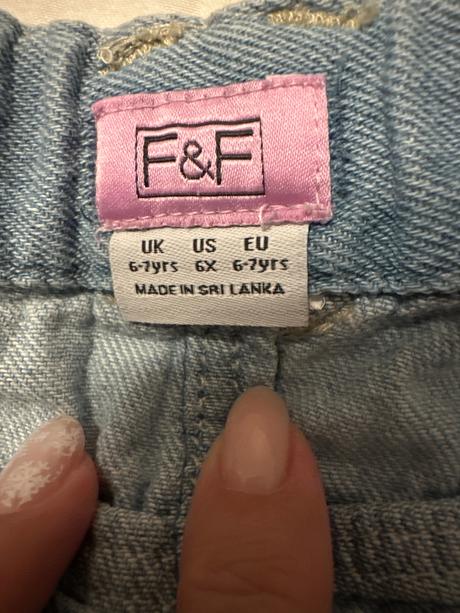 F&F
UK US EU
6-7yrs 6X 6-7yrs
MADE IN SRI LANKA